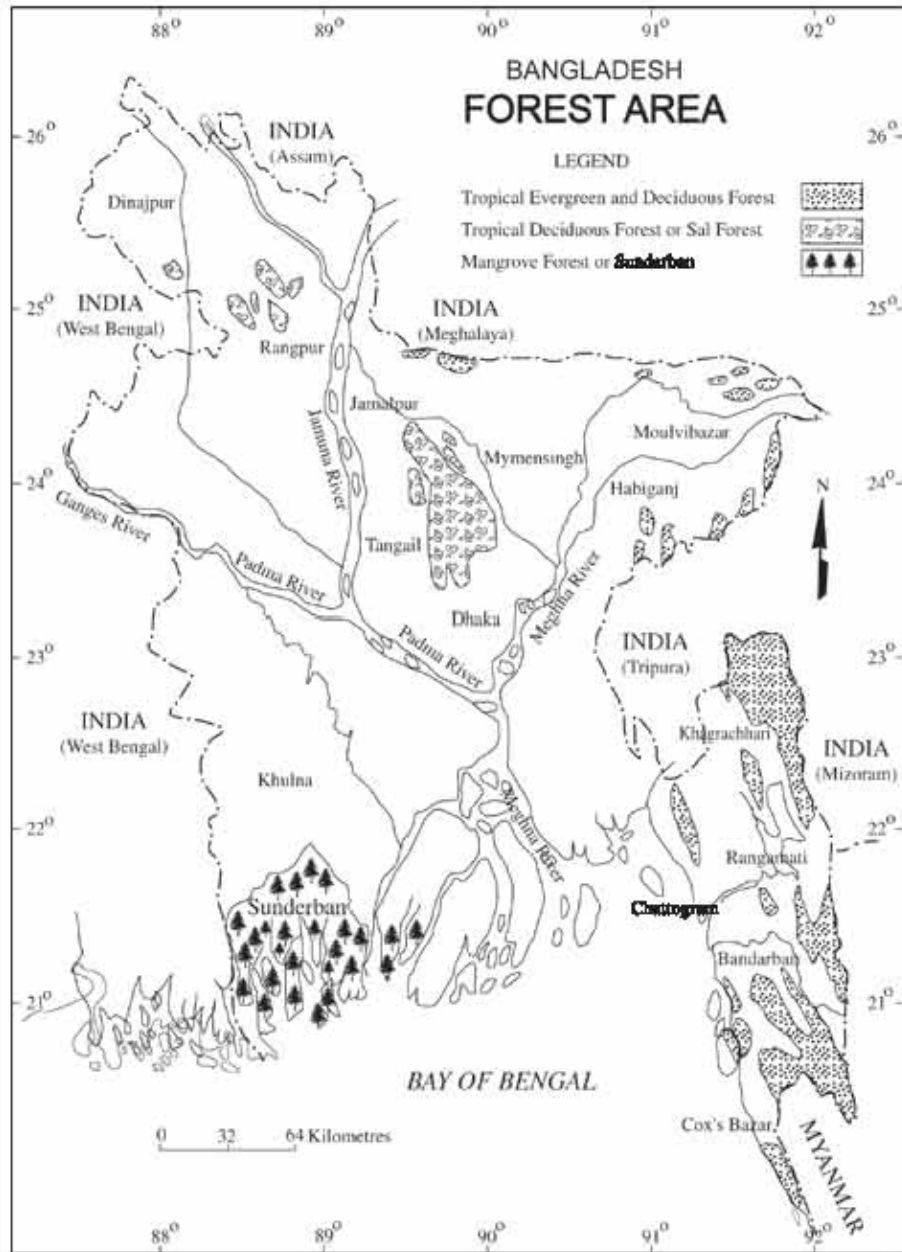 88° 89° 90° 91° 92°
BANGLADESH
FOREST AREA
LEGEND
Tropical Evergreen and Deciduous Forest
Tropical Deciduous Forest or Sal Forest
Mangrove Forest or Sundarban
26° 26°
INDIA
(Assam)
Dinajpur
25° 25°
INDIA
(West Bengal)
INDIA
(Meghalaya)
Rangpur
Jamalpur
Jamuna River
Mymensingh
Moulvibazar
Habiganj
24° 24°
N
Ganges River
Tangail
Padma River
Dhaka
Meghna River
Padma River
23° 23°
INDIA
(Tripura)
INDIA
(West Bengal)
Khagrachhari
INDIA
(Mizoram)
Khulna
Meghna River
22° 22°
Rangamati
Sunderban
Chattogram
Bandarban
21° 21°
BAY OF BENGAL
Cox's Bazar
MYANMAR
0 32 64 Kilometres
88° 89° 90° 91° 92°